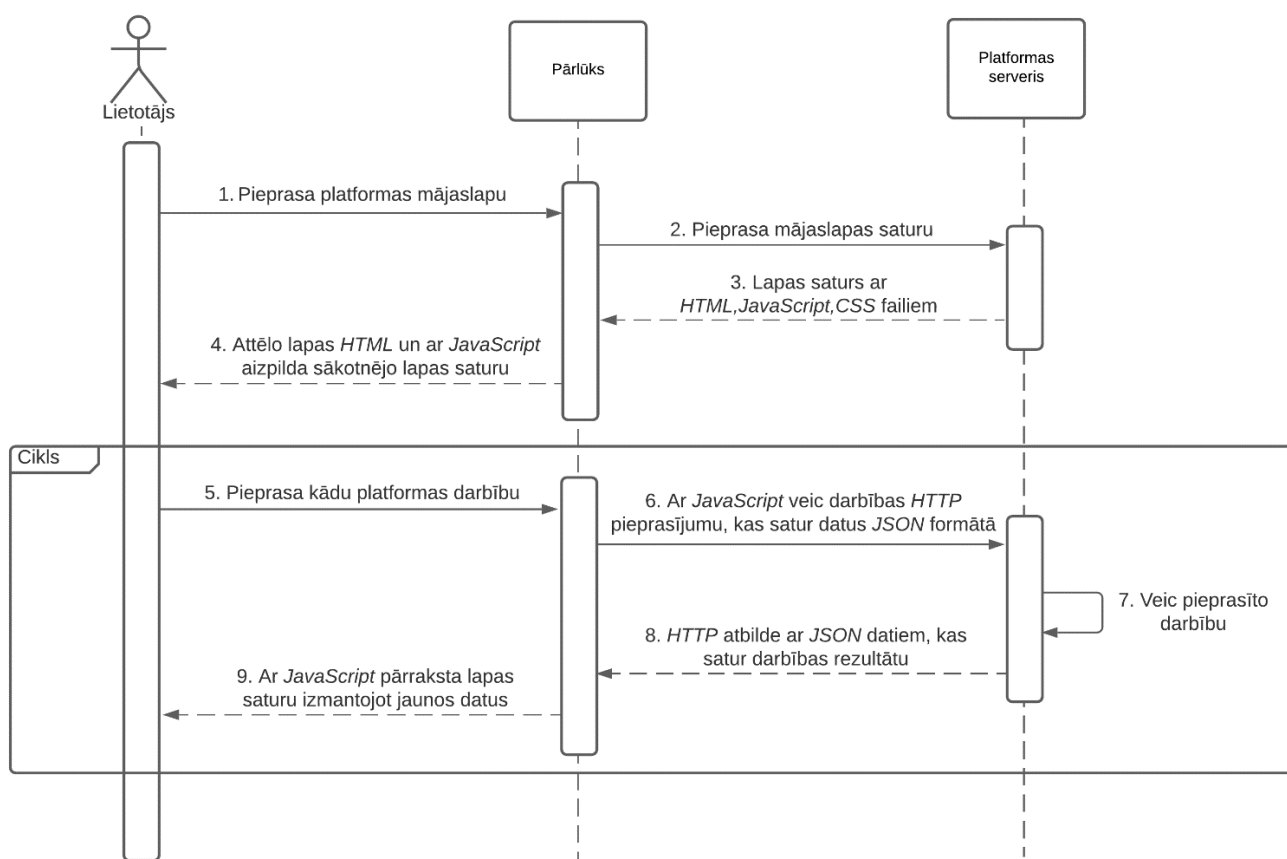 Lietotājs
Pārlūks
Platformas
serveris
1. Pieprasa platformas mājaslapu
2. Pieprasa mājaslapas saturu
3. Lapas saturs ar
HTML,JavaScript,CSS failiem
4. Attēlo lapas HTML un ar JavaScript
aizpilda sākotnējo lapas saturu
Cikls
5. Pieprasa kādu platformas darbību
6. Ar JavaScript veic darbības HTTP
pieprasījumu, kas satur datus JSON formātā
7. Veic pieprasīto
darbību
8. HTTP atbilde ar JSON datiem, kas
satur darbības rezultātu
9. Ar JavaScript pārraksta lapas
saturu izmantojot jaunos datus